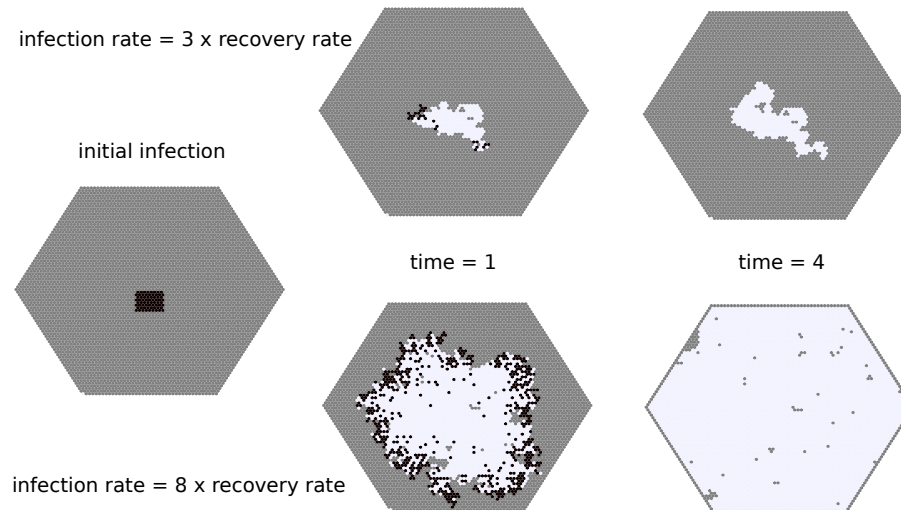 infection rate = 3 x recovery rate
initial infection
time = 1
time = 4
infection rate = 8 x recovery rate